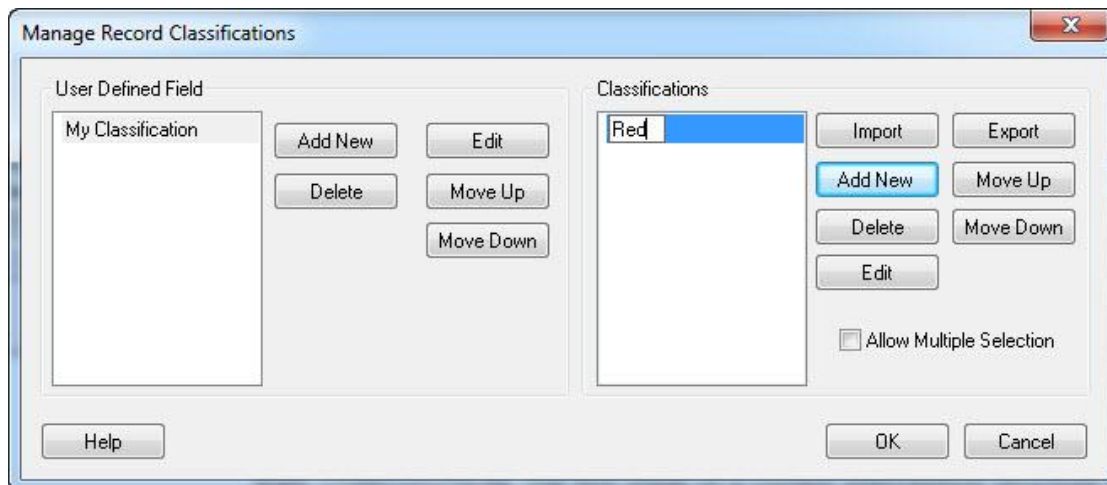 Manage Record Classifications
User Defined Field
My Classification
Add New
Edit
Delete
Move Up
Move Down
Classifications
Red
Import
Export
Add New
Move Up
Delete
Move Down
Edit
Allow Multiple Selection
Help
OK
Cancel